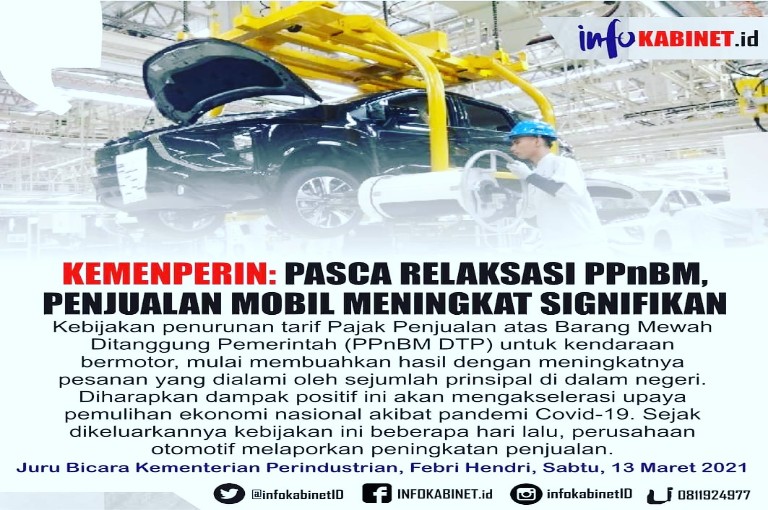 info KABINET.id
KEMENPERIN: PASCA RELAKSASI PPnBM,
PENJUALAN MOBIL MENINGKAT SIGNIFIKAN
Kebijakan penurunan tarif Pajak Penjualan atas Barang Mewah
Ditanggung Pemerintah (PPnBM DTP) untuk kendaraan
bermotor, mulai membuahkan hasil dengan meningkatnya
pesanan yang dialami oleh sejumlah prinsipal di dalam negeri.
Diharapkan dampak positif ini akan mengakselerasi upaya
pemulihan ekonomi nasional akibat pandemi Covid-19. Sejak
dikeluarkannya kebijakan ini beberapa hari lalu, perusahaan
otomotif melaporkan peningkatan penjualan.
Juru Bicara Kementerian Perindustrian, Febri Hendri, Sabtu, 13 Maret 2021
@infokabinetID INFOKABINET.id infokabinetID 0811924977